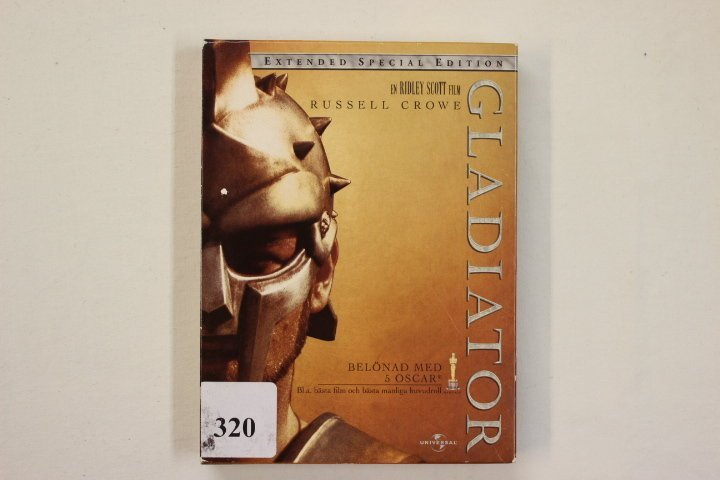 EXTENDED SPECIAL EDITION
EN RIDLEY SCOTT FILM
RUSSELL CROWE
GLADIATOR
BELÖNAD MED
5 OSCAR®
Bl.a. bästa film och bästa manliga huvudroll
320
UNIVERSAL